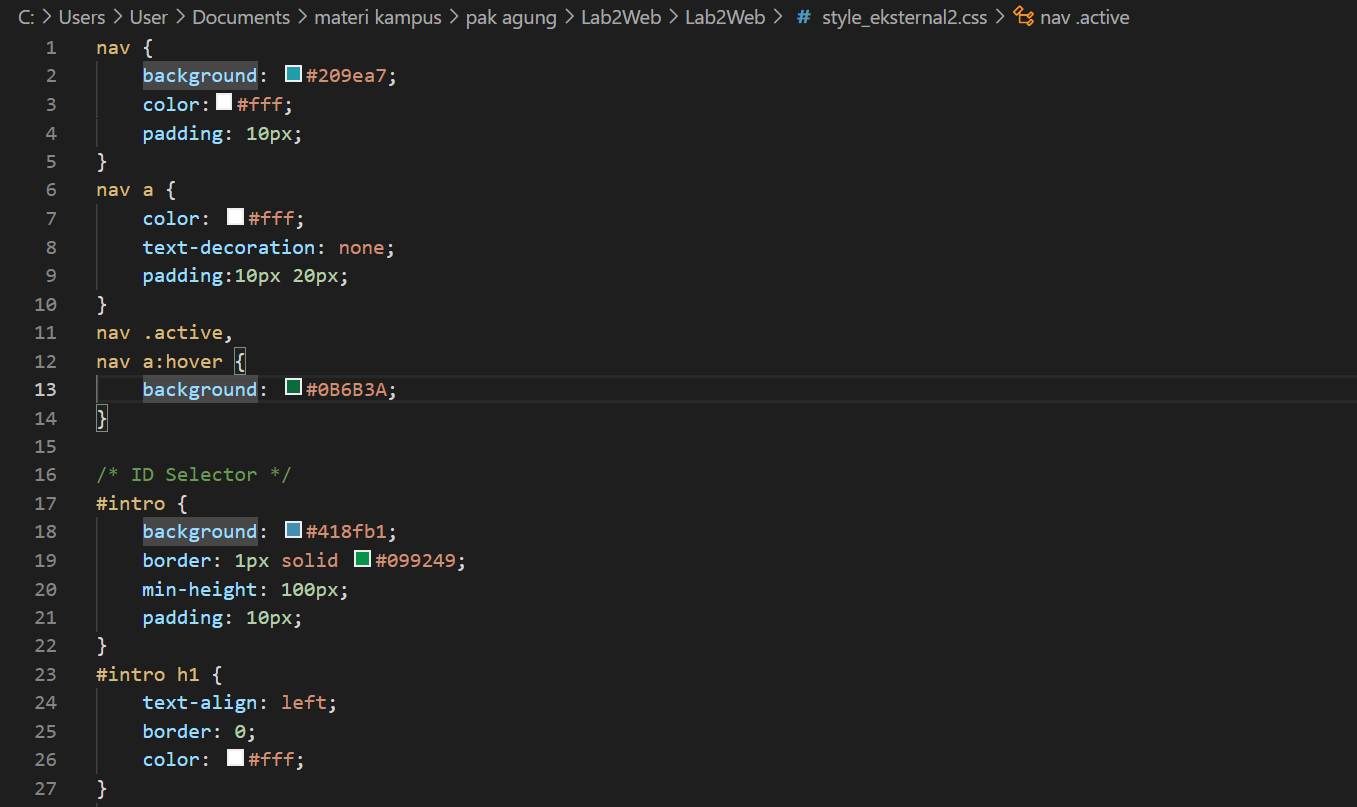 C: > Users > User > Documents > materi kampus > pak agung > Lab2Web > Lab2Web > # style_eksternal2.css > nav .active
1 nav {
2     background: #209ea7;
3     color: #fff;
4     padding: 10px;
5 }
6 nav a {
7     color: #fff;
8     text-decoration: none;
9     padding:10px 20px;
10 }
11 nav .active,
12 nav a:hover {
13     background: #0B6B3A;
14 }
15
16 /* ID Selector */
17 #intro {
18     background: #418fb1;
19     border: 1px solid #099249;
20     min-height: 100px;
21     padding: 10px;
22 }
23 #intro h1 {
24     text-align: left;
25     border: 0;
26     color: #fff;
27 }